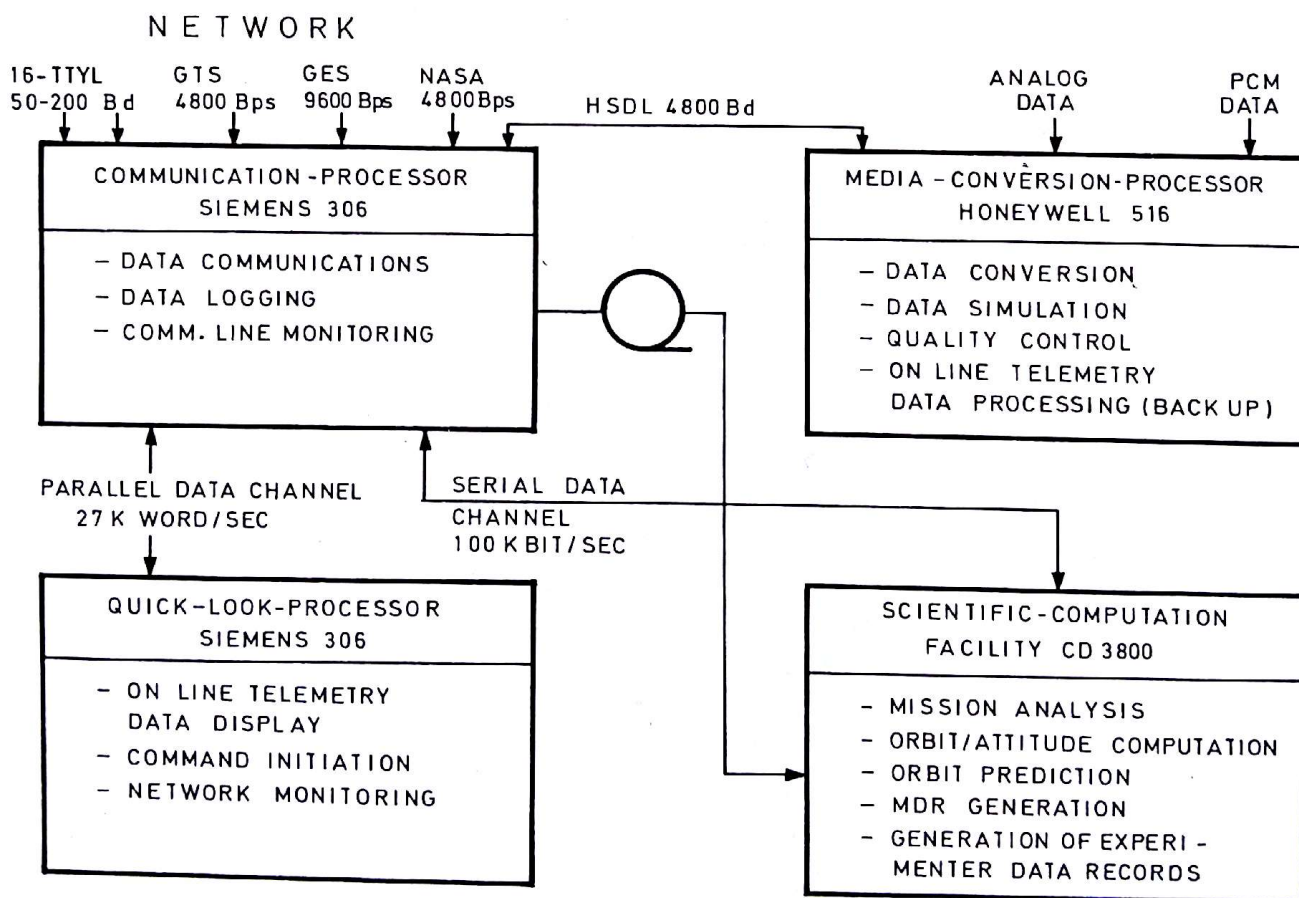 NETWORK
16-TTYL
50-200 Bd
GTS
4800 Bps
GES
9600 Bps
NASA
4800Bps
HSDL 4800 Bd
ANALOG
DATA
PCM
DATA
COMMUNICATION-PROCESSOR
SIEMENS 306
- DATA COMMUNICATIONS
- DATA LOGGING
- COMM. LINE MONITORING
MEDIA-CONVERSION-PROCESSOR
HONEYWELL 516
- DATA CONVERSION
- DATA SIMULATION
- QUALITY CONTROL
- ON LINE TELEMETRY
DATA PROCESSING (BACK UP)
PARALLEL DATA CHANNEL
27 K WORD/SEC
SERIAL DATA
CHANNEL
100 K BIT/SEC
QUICK-LOOK-PROCESSOR
SIEMENS 306
- ON LINE TELEMETRY
DATA DISPLAY
- COMMAND INITIATION
- NETWORK MONITORING
SCIENTIFIC-COMPUTATION
FACILITY CD 3800
- MISSION ANALYSIS
- ORBIT/ATTITUDE COMPUTATION
- ORBIT PREDICTION
- MDR GENERATION
- GENERATION OF EXPERI-
MENTER DATA RECORDS